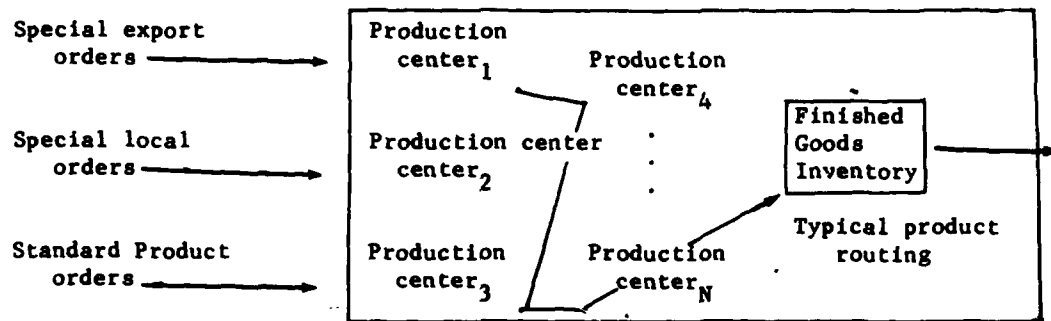 Special export
orders
Production
center1
Production
center4
Special local
orders
Production center
center2
Finished
Goods
Inventory
Standard Product
orders
Production
center3
Production
centerN
Typical product
routing